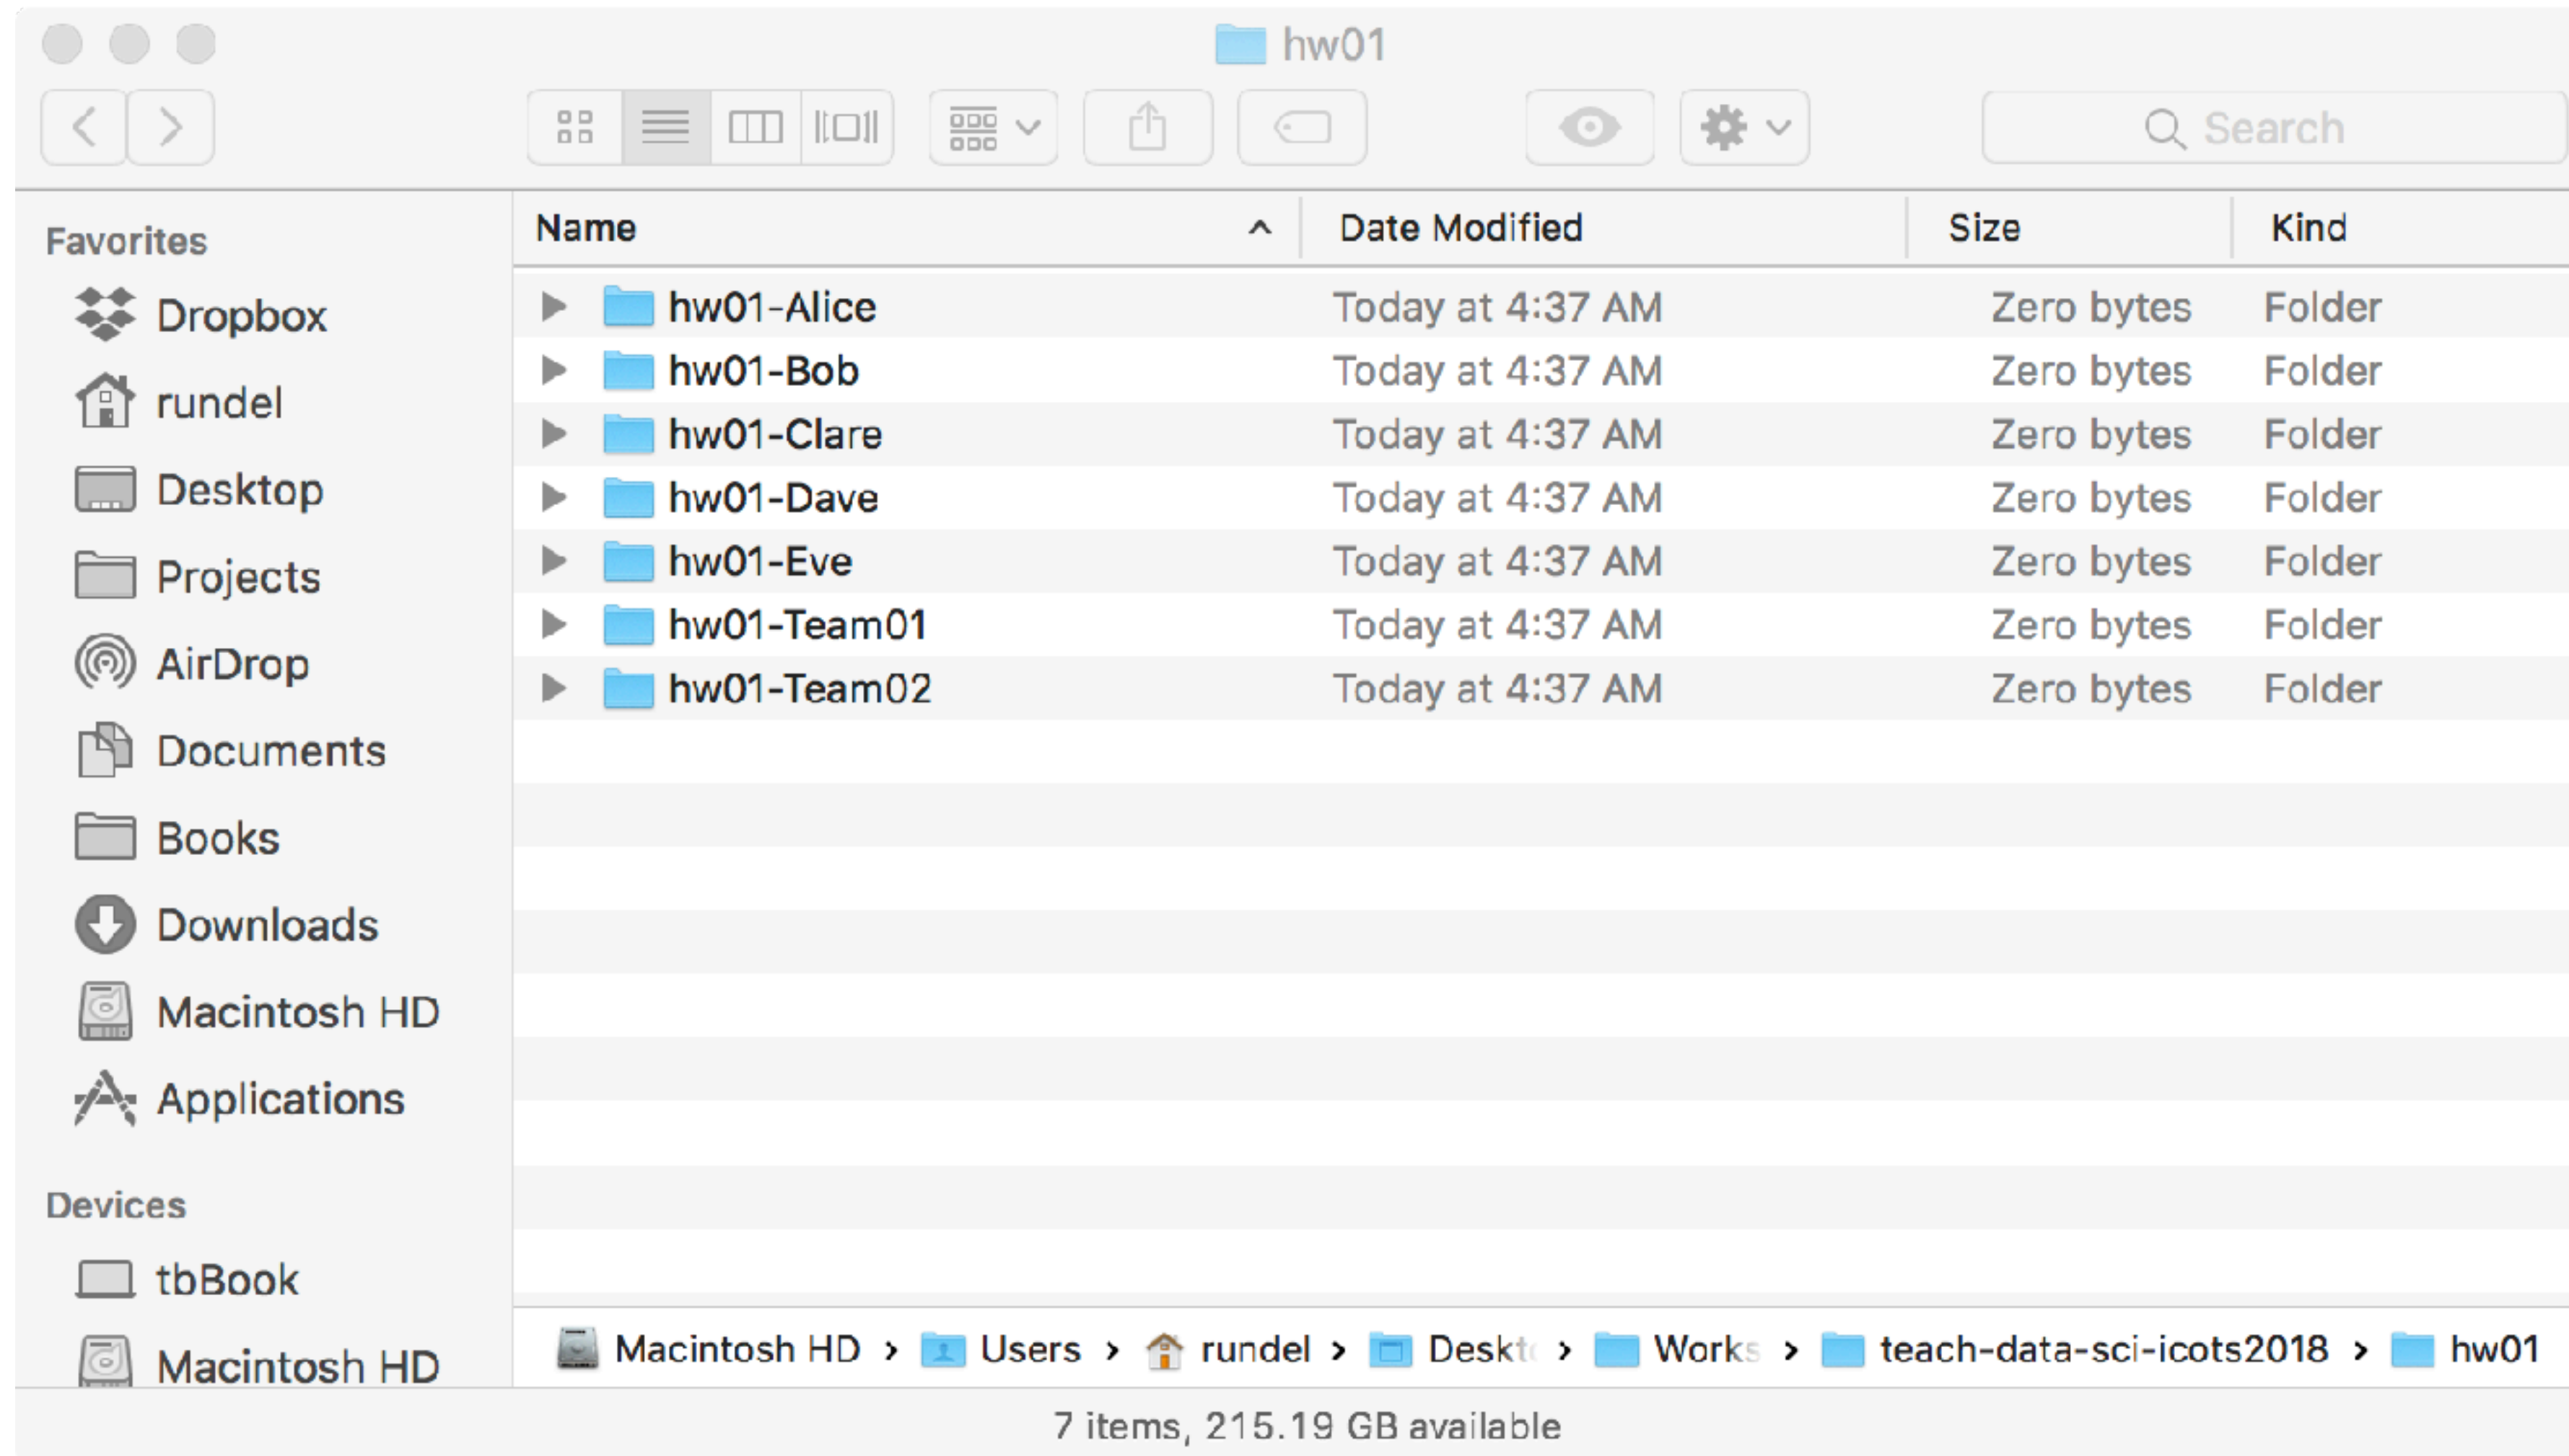 hw01
Search
Favorites
Dropbox
rundel
Desktop
Projects
AirDrop
Documents
Books
Downloads
Macintosh HD
Applications
Devices
tbBook
Macintosh HD
Name Date Modified Size Kind
hw01-Alice Today at 4:37 AM Zero bytes Folder
hw01-Bob Today at 4:37 AM Zero bytes Folder
hw01-Clare Today at 4:37 AM Zero bytes Folder
hw01-Dave Today at 4:37 AM Zero bytes Folder
hw01-Eve Today at 4:37 AM Zero bytes Folder
hw01-Team01 Today at 4:37 AM Zero bytes Folder
hw01-Team02 Today at 4:37 AM Zero bytes Folder
Macintosh HD › Users › rundel › Deskt › Works › teach-data-sci-icots2018 › hw01
7 items, 215.19 GB available